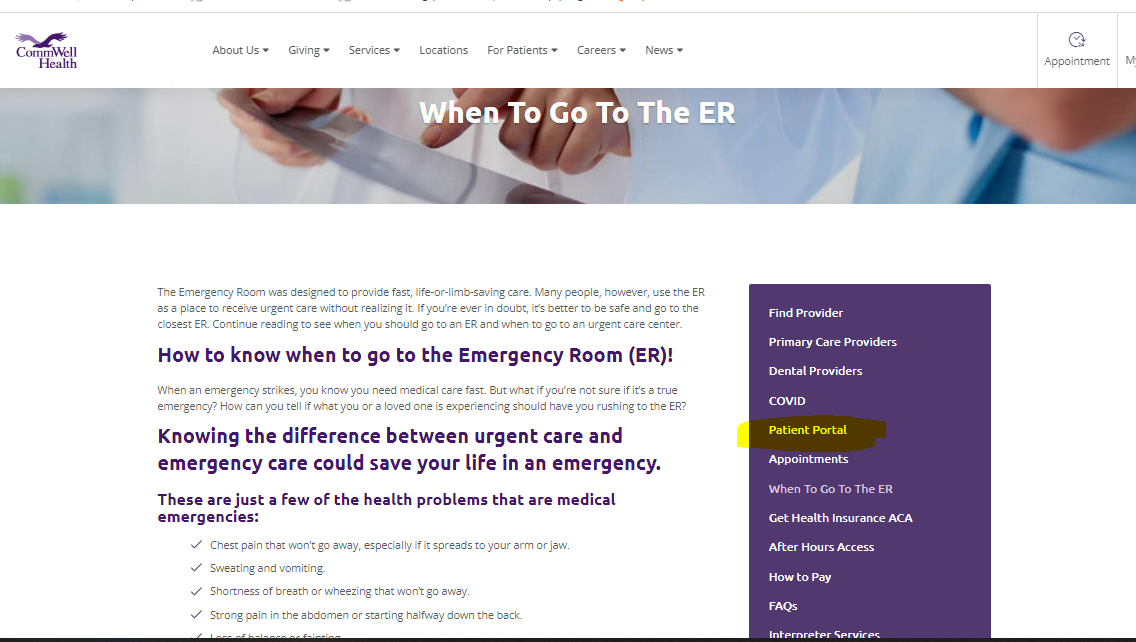 CommWell
Health
About Us
Giving
Services
Locations
For Patients
Careers
News
Appointment
My
When To Go To The ER
The Emergency Room was designed to provide fast, life-or-limb-saving care. Many people, however, use the ER
as a place to receive urgent care without realizing it. If you're ever in doubt, it's better to be safe and go to the
closest ER. Continue reading to see when you should go to an ER and when to go to an urgent care center.
How to know when to go to the Emergency Room (ER)!
When an emergency strikes, you know you need medical care fast. But what if you're not sure if it's a true
emergency? How can you tell if what you or a loved one is experiencing should have you rushing to the ER?
Knowing the difference between urgent care and
emergency care could save your life in an emergency.
These are just a few of the health problems that are medical
emergencies:
Chest pain that won't go away, especially if it spreads to your arm or jaw.
Sweating and vomiting.
Shortness of breath or wheezing that won't go away.
Strong pain in the abdomen or starting halfway down the back.
Loss of balance or fainting.
Find Provider
Primary Care Providers
Dental Providers
COVID
Patient Portal
Appointments
When To Go To The ER
Get Health Insurance ACA
After Hours Access
How to Pay
FAQs
Interpreter Services